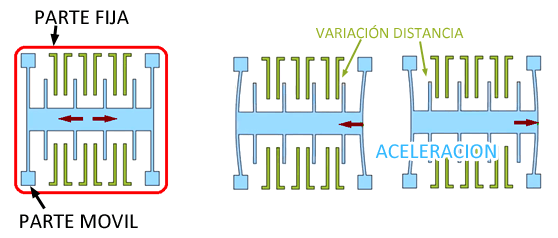 PARTE FIJA
VARIACIÓN DISTANCIA
ACELERACION
PARTE MOVIL